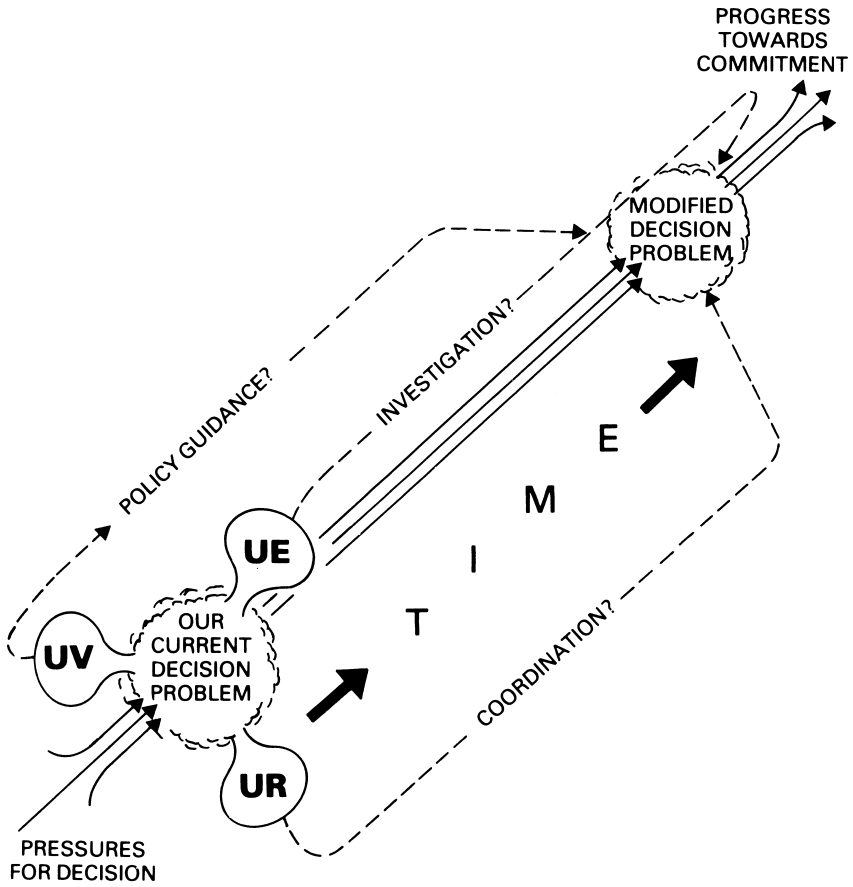 PROGRESS
TOWARDS
COMMITMENT
MODIFIED
DECISION
PROBLEM
INVESTIGATION?
POLICY GUIDANCE?
TIME
UE
OUR
CURRENT
DECISION
PROBLEM
UV
COORDINATION?
UR
PRESSURES
FOR DECISION